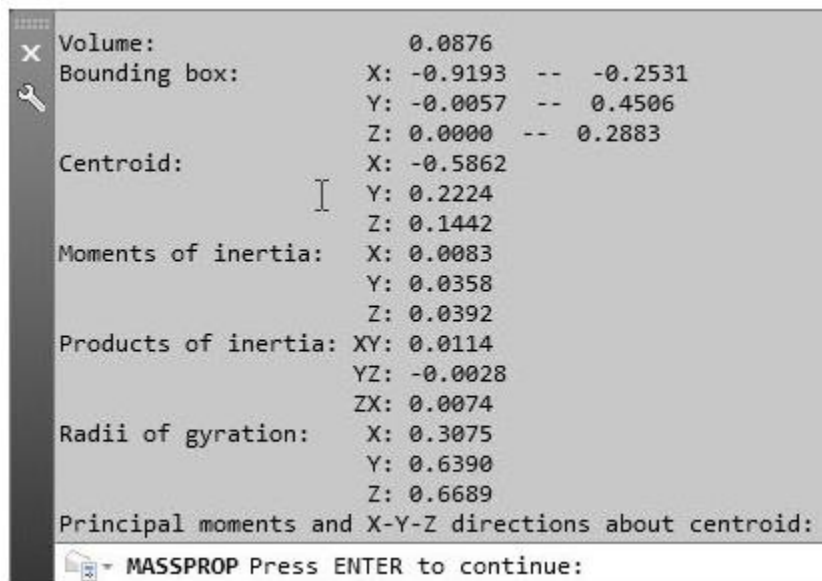 Volume: 0.0876
Bounding box: X: -0.9193 -- -0.2531
Y: -0.0057 -- 0.4506
Z: 0.0000 -- 0.2883
Centroid: X: -0.5862
Y: 0.2224
Z: 0.1442
Moments of inertia: X: 0.0083
Y: 0.0358
Z: 0.0392
Products of inertia: XY: 0.0114
YZ: -0.0028
ZX: 0.0074
Radii of gyration: X: 0.3075
Y: 0.6390
Z: 0.6689
Principal moments and X-Y-Z directions about centroid:
MASSPROP Press ENTER to continue: